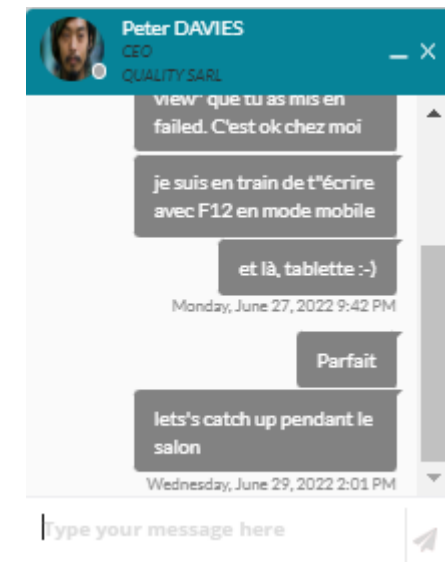 Peter DAVIES
CEO
QUALITY SARL
view" que tu as mis en
failed. C'est ok chez moi
je suis en train de t"écrire
avec F12 en mode mobile
et là, tablette :-)
Monday, June 27, 2022 9:42 PM
Parfait
lets's catch up pendant le
salon
Wednesday, June 29, 2022 2:01 PM
Type your message here